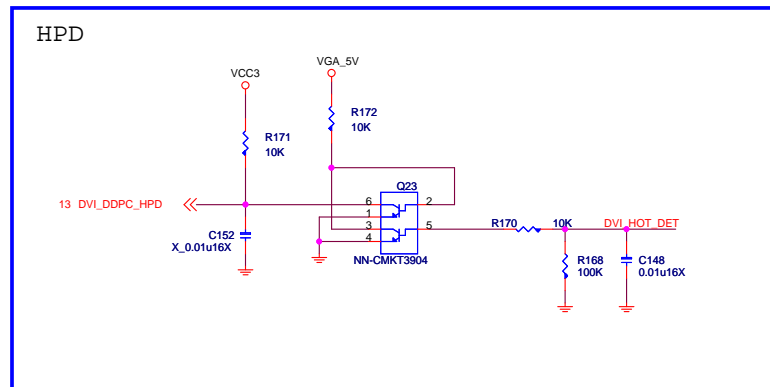 HPD
VCC3
VGA_5V
R171
10K
R172
10K
13 DVI_DDPC_HPD
Q23
6
1
3
4
2
5
NN-CMKT3904
C152
X_0.01u16X
R170
10K
DVI_HOT_DET
R168
100K
C148
0.01u16X